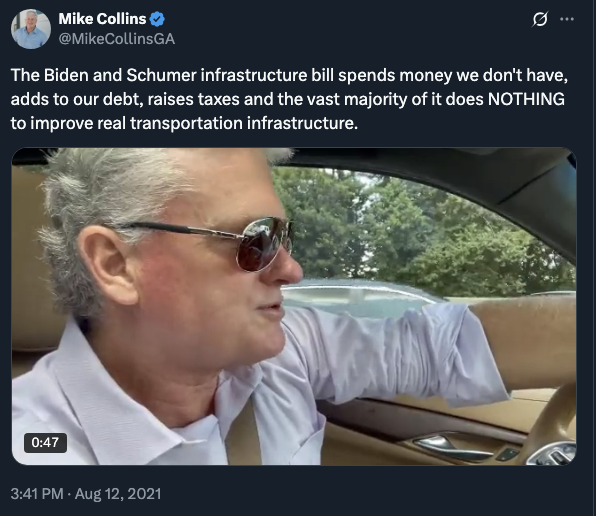 Mike Collins
@MikeCollinsGA
The Biden and Schumer infrastructure bill spends money we don't have,
adds to our debt, raises taxes and the vast majority of it does NOTHING
to improve real transportation infrastructure.
0:47
3:41 PM · Aug 12, 2021